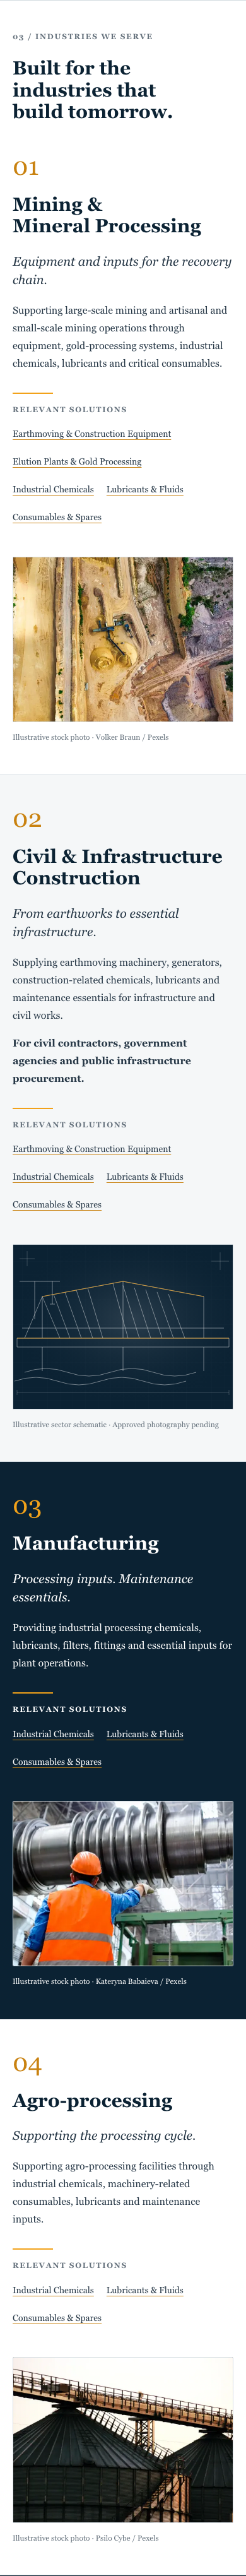 03 / INDUSTRIES WE SERVE
Built for the
industries that
build tomorrow.
01
Mining &
Mineral Processing
Equipment and inputs for the recovery
chain.
Supporting large-scale mining and artisanal and
small-scale mining operations through
equipment, gold-processing systems, industrial
chemicals, lubricants and critical consumables.
RELEVANT SOLUTIONS
Earthmoving & Construction Equipment
Elution Plants & Gold Processing
Industrial Chemicals Lubricants & Fluids
Consumables & Spares
Illustrative stock photo · Volker Braun / Pexels
02
Civil & Infrastructure
Construction
From earthworks to essential
infrastructure.
Supplying earthmoving machinery, generators,
construction-related chemicals, lubricants and
maintenance essentials for infrastructure and
civil works.
For civil contractors, government
agencies and public infrastructure
procurement.
RELEVANT SOLUTIONS
Earthmoving & Construction Equipment
Industrial Chemicals Lubricants & Fluids
Consumables & Spares
Illustrative sector schematic · Approved photography pending
03
Manufacturing
Processing inputs. Maintenance
essentials.
Providing industrial processing chemicals,
lubricants, filters, fittings and essential inputs for
plant operations.
RELEVANT SOLUTIONS
Industrial Chemicals Lubricants & Fluids
Consumables & Spares
Illustrative stock photo · Kateryna Babaieva / Pexels
04
Agro-processing
Supporting the processing cycle.
Supporting agro-processing facilities through
industrial chemicals, machinery-related
consumables, lubricants and maintenance
inputs.
RELEVANT SOLUTIONS
Industrial Chemicals Lubricants & Fluids
Consumables & Spares
Illustrative stock photo · Psilo Cybe / Pexels